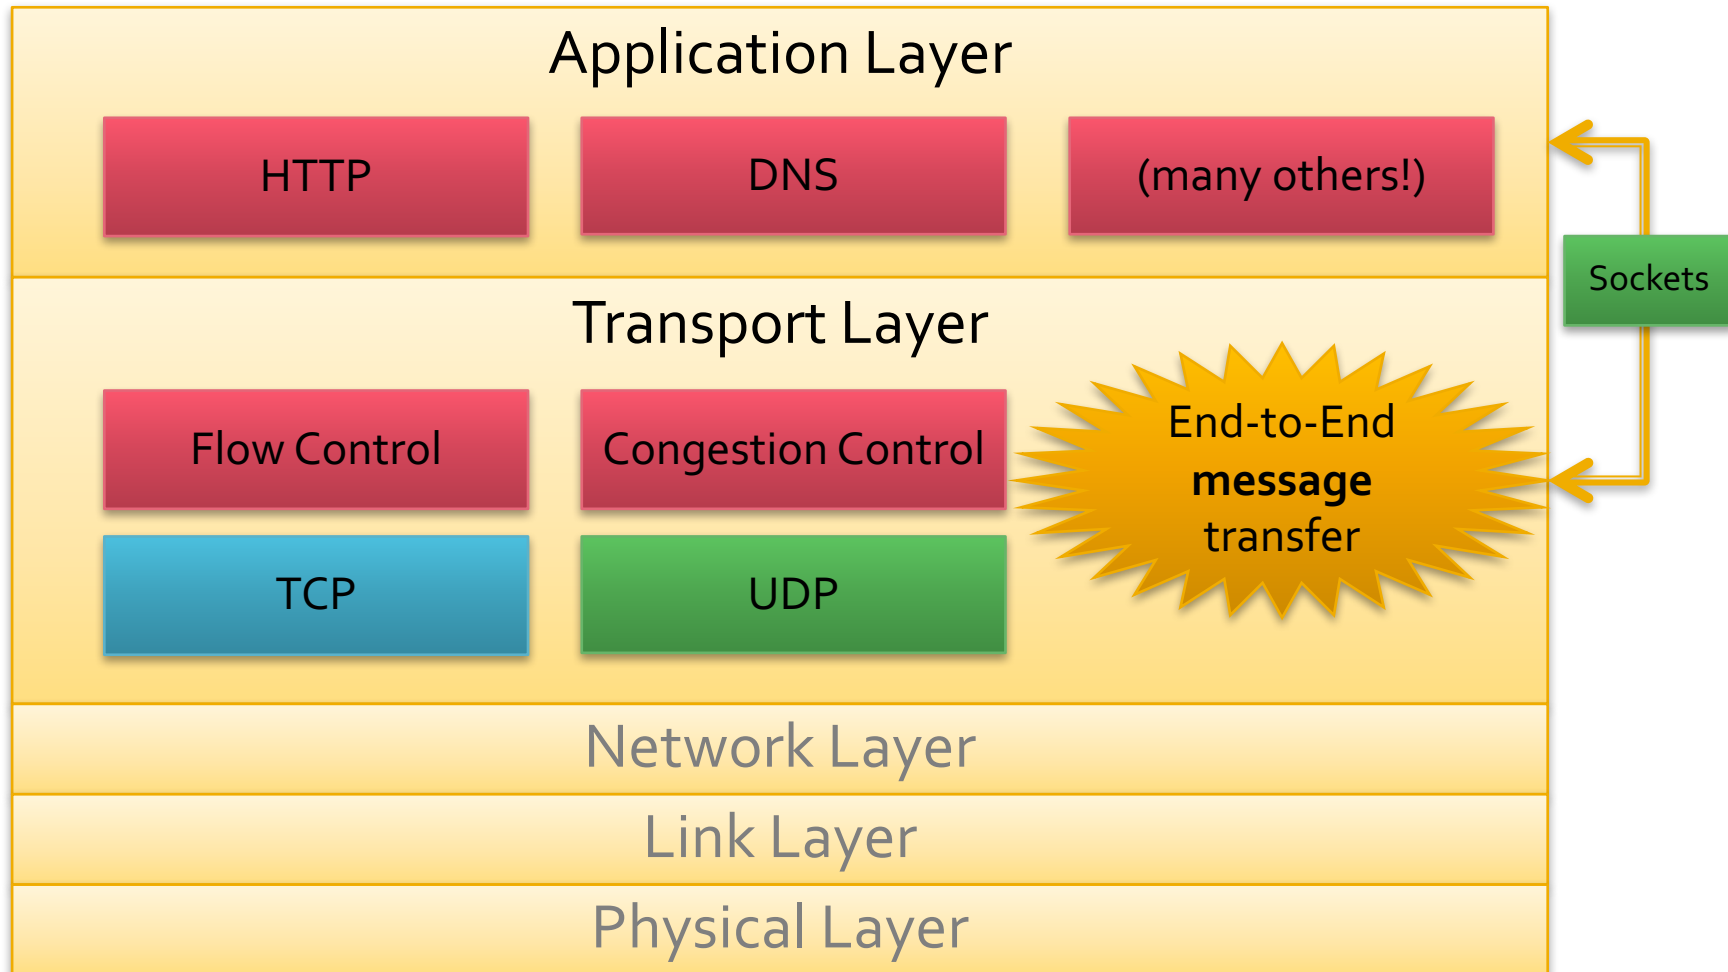 Application Layer
HTTP
DNS
(many others!)
Sockets
Transport Layer
Flow Control
Congestion Control
End-to-End
message
transfer
TCP
UDP
Network Layer
Link Layer
Physical Layer